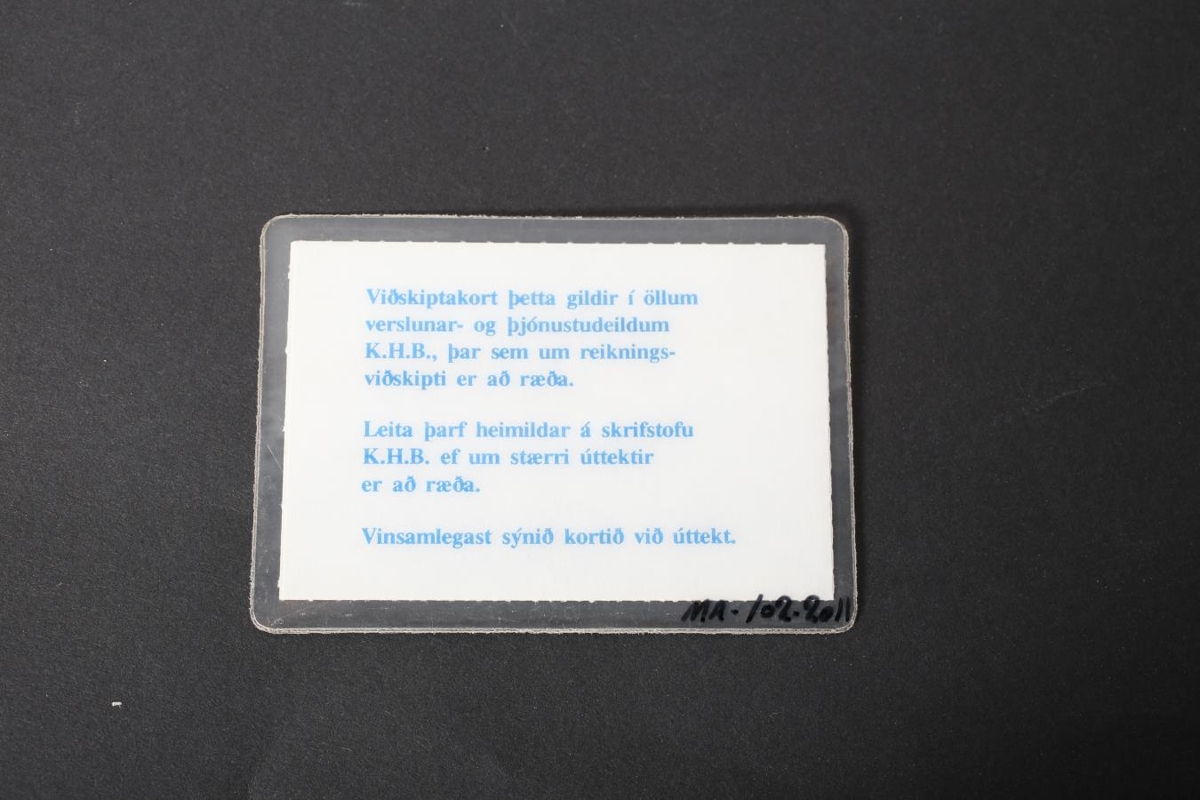 Viðskiptakort þetta gildir í öllum
verslunar- og þjónustudeildum
K.H.B., þar sem um reiknings-
viðskipti er að ræða.
Leita þarf heimildar á skrifstofu
K.H.B. ef um stærri úttektir
er að ræða.
Vinsamlegast sýnið kortið við úttekt.
MA-102-2011